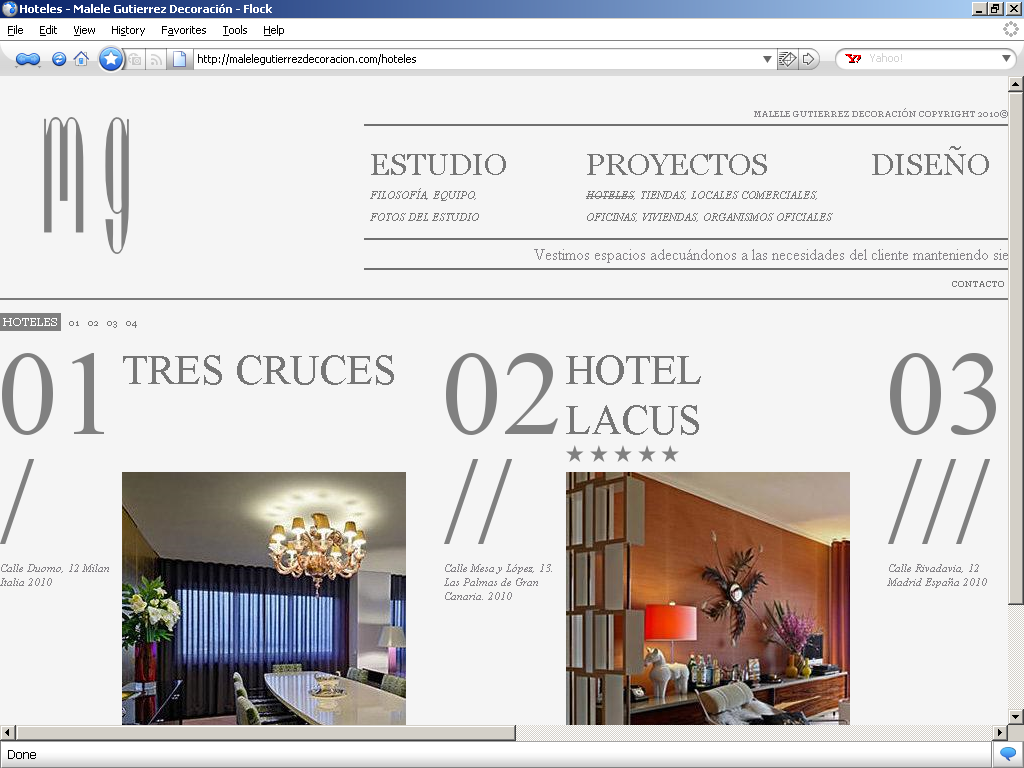 Hoteles - Malele Gutierrez Decoración - Flock
File Edit View History Favorites Tools Help
http://malelegutierrezdecoracion.com/hoteles
Yahoo!
MALELE GUTIERREZ DECORACIÓN COPYRIGHT 2010©
mg
ESTUDIO PROYECTOS DISEÑO
FILOSOFÍA, EQUIPO, HOTELES, TIENDAS, LOCALES COMERCIALES,
FOTOS DEL ESTUDIO OFICINAS, VIVIENDAS, ORGANISMOS OFICIALES
Vestimos espacios adecuándonos a las necesidades del cliente manteniendo sie
CONTACTO
HOTELES 01 02 03 04
01 TRES CRUCES
/
Calle Duomo, 12 Milan
Italia 2010
02 HOTEL
LACUS
★★★★★
//
Calle Mesa y López, 13.
Las Palmas de Gran
Canaria. 2010
03
///
Calle Rivadavia, 12
Madrid España 2010
Done